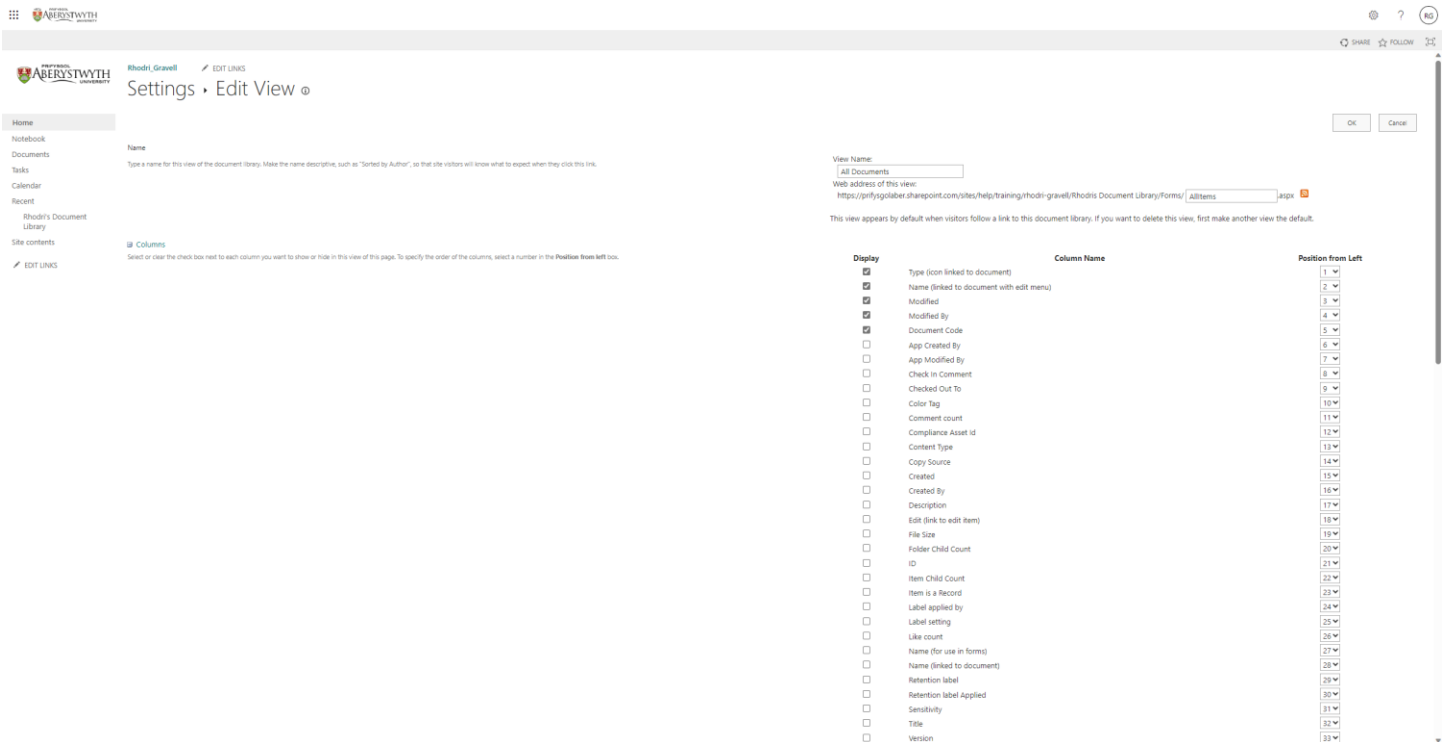 PRIFYSGOL
ABERYSTWYTH
UNIVERSITY
?
RG
SHARE
FOLLOW
PRIFYSGOL
ABERYSTWYTH
UNIVERSITY
Rhodri_Gravell
EDIT LINKS
Settings › Edit View
Home
Notebook
Documents
Tasks
Calendar
Recent
Rhodri's Document
Library
Site contents
EDIT LINKS
OK
Cancel
Name
Type a name for this view of the document library. Make the name descriptive, such as "Sorted by Author", so that site visitors will know what to expect when they click this link.
View Name:
All Documents
Web address of this view:
https://prifysgolaber.sharepoint.com/sites/help/training/rhodri-gravell/Rhodris Document Library/Forms/ AllItems .aspx
This view appears by default when visitors follow a link to this document library. If you want to delete this view, first make another view the default.
Columns
Select or clear the check box next to each column you want to show or hide in this view of this page. To specify the order of the columns, select a number in the Position from left box.
Display Column Name Position from Left
Type (icon linked to document) 1
Name (linked to document with edit menu) 2
Modified 3
Modified By 4
Document Code 5
App Created By 6
App Modified By 7
Check In Comment 8
Checked Out To 9
Color Tag 10
Comment count 11
Compliance Asset Id 12
Content Type 13
Copy Source 14
Created 15
Created By 16
Description 17
Edit (link to edit item) 18
File Size 19
Folder Child Count 20
ID 21
Item Child Count 22
Item is a Record 23
Label applied by 24
Label setting 25
Like count 26
Name (for use in forms) 27
Name (linked to document) 28
Retention label 29
Retention label Applied 30
Sensitivity 31
Title 32
Version 33